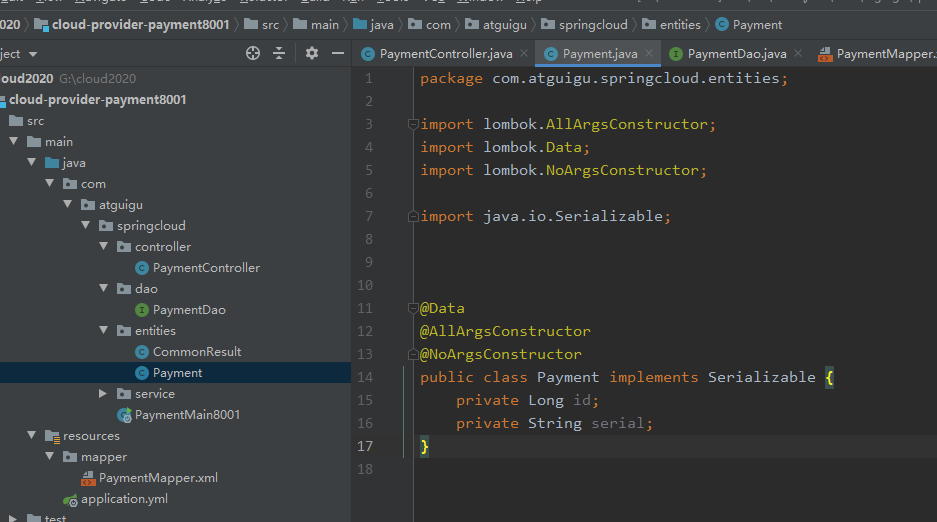 020 cloud-provider-payment8001 src main java com atguigu springcloud entities Payment
ject
PaymentController.java Payment.java PaymentDao.java PaymentMapper.
loud2020 G:\cloud2020
cloud-provider-payment8001
src
main
java
com
atguigu
springcloud
controller
PaymentController
dao
PaymentDao
entities
CommonResult
Payment
service
PaymentMain8001
resources
mapper
PaymentMapper.xml
application.yml
test
1 package com.atguigu.springcloud.entities;
2
3 import lombok.AllArgsConstructor;
4 import lombok.Data;
5 import lombok.NoArgsConstructor;
6
7 import java.io.Serializable;
8
9
10
11 @Data
12 @AllArgsConstructor
13 @NoArgsConstructor
14 public class Payment implements Serializable {
15 private Long id;
16 private String serial;
17 }
18